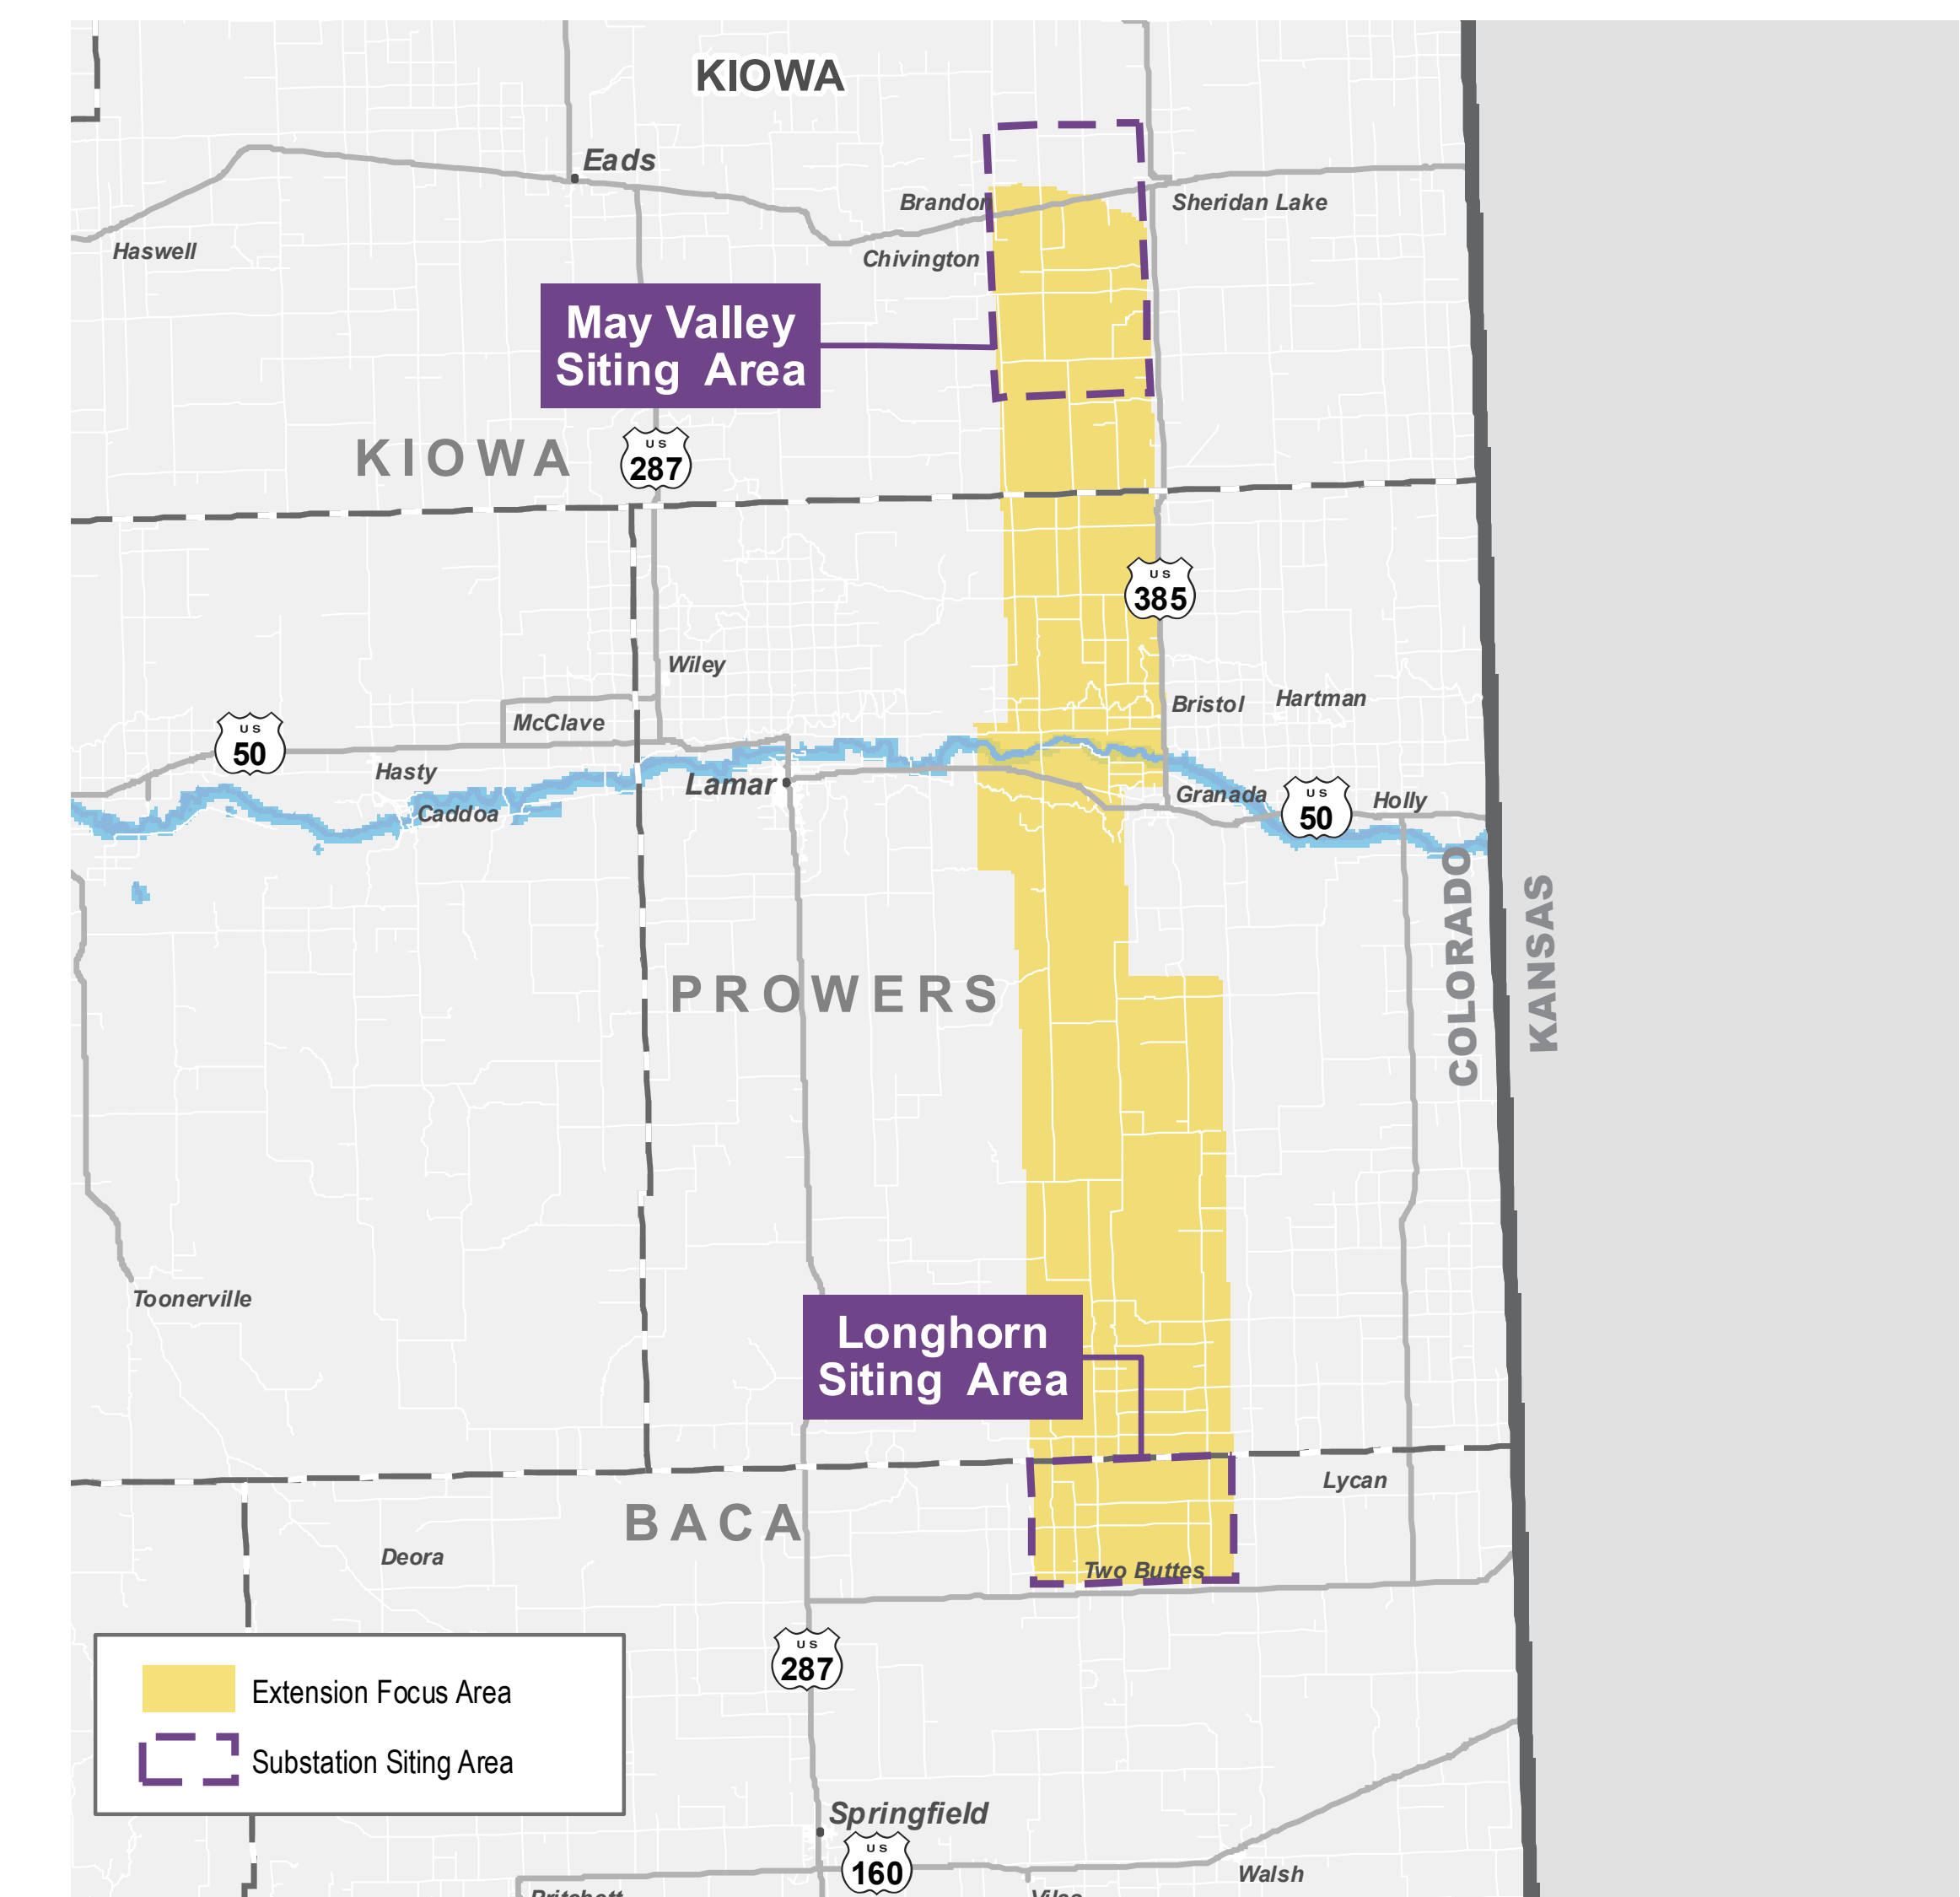 KIOWA
Eads
Brandon
Sheridan Lake
Haswell
Chivington
May Valley
Siting Area
KIOWA
US
287
US
385
Wiley
Bristol
Hartman
McClave
US
50
Hasty
Lamar
Granada
Holly
US
50
Caddoa
COLORADO
KANSAS
PROWERS
Toonerville
Longhorn
Siting Area
Lycan
BACA
Deora
Two Buttes
US
287
Extension Focus Area
Substation Siting Area
Springfield
US
160
Walsh
Pritchett
Vilas